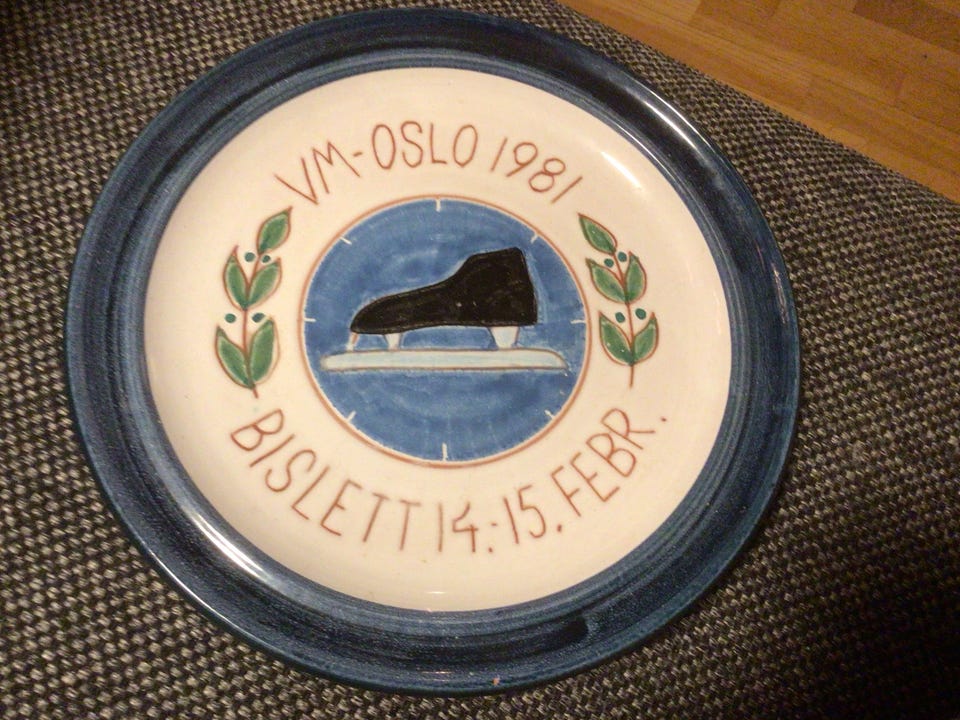 VM-OSLO 1981
BISLETT 14.-15. FEBR.